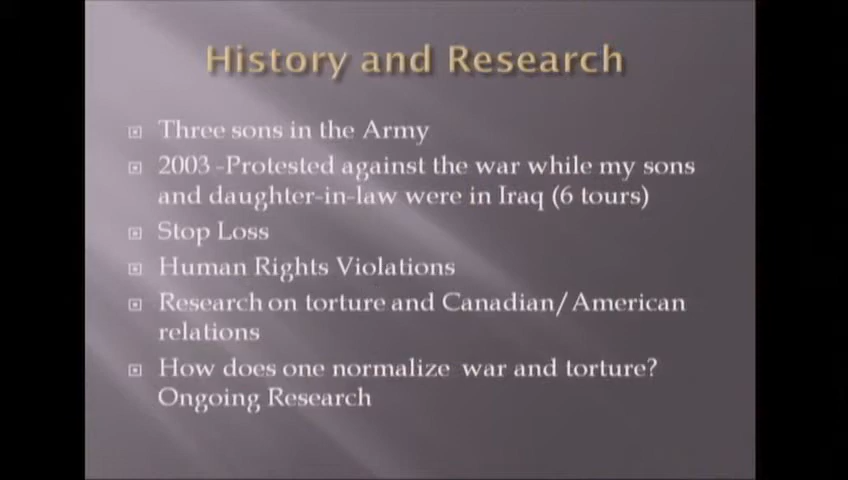 History and Research
Three sons in the Army
2003 -Protested against the war while my sons
and daughter-in-law were in Iraq (6 tours)
Stop Loss
Human Rights Violations
Research on torture and Canadian/American
relations
How does one normalize war and torture?
Ongoing Research